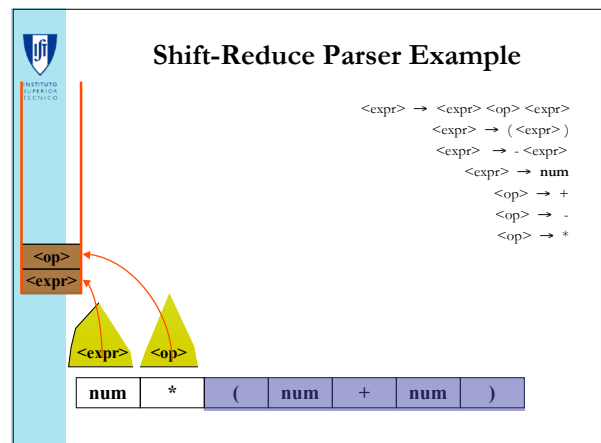 INSTITUTO
SUPERIOR
TÉCNICO
Shift-Reduce Parser Example
<expr> → <expr> <op> <expr>
<expr> → ( <expr> )
<expr> → - <expr>
<expr> → num
<op> → +
<op> → -
<op> → *
<op>
<expr>
<expr> <op>
num * ( num + num )